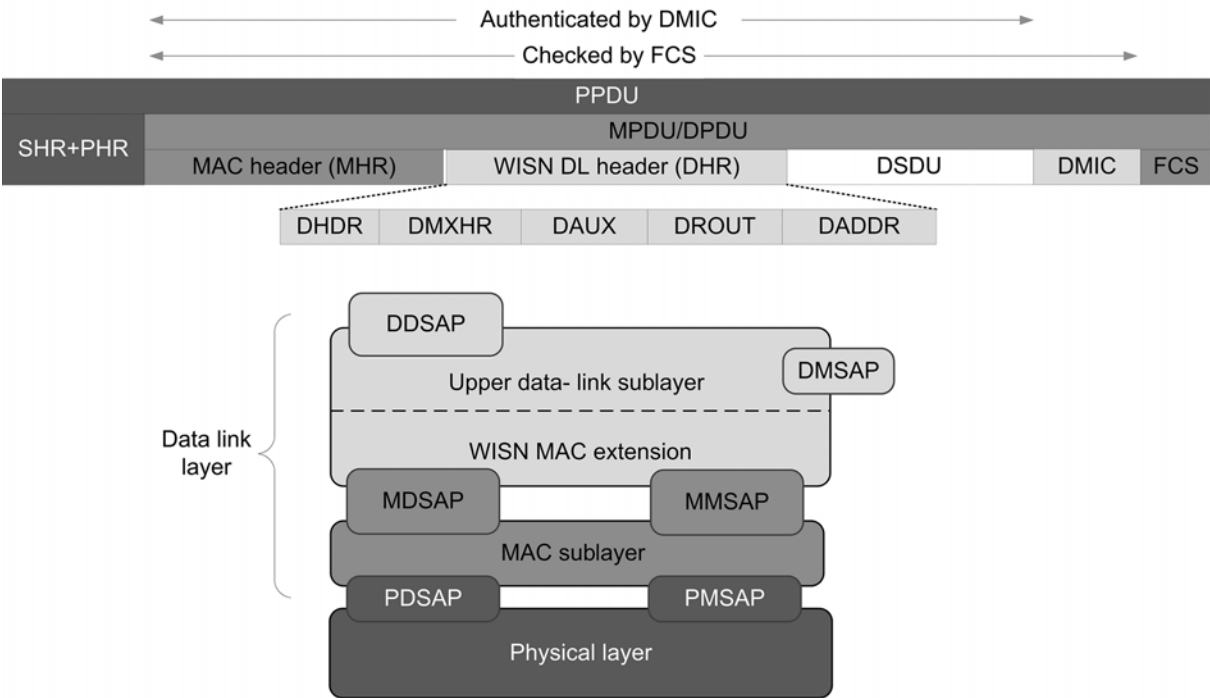 Authenticated by DMIC
Checked by FCS
PPDU
SHR+PHR
MPDU/DPDU
MAC header (MHR)
WISN DL header (DHR)
DSDU
DMIC
FCS
DHDR
DMXHR
DAUX
DROUT
DADDR
DDSAP
DMSAP
Upper data- link sublayer
Data link
layer
WISN MAC extension
MDSAP
MMSAP
MAC sublayer
PDSAP
PMSAP
Physical layer